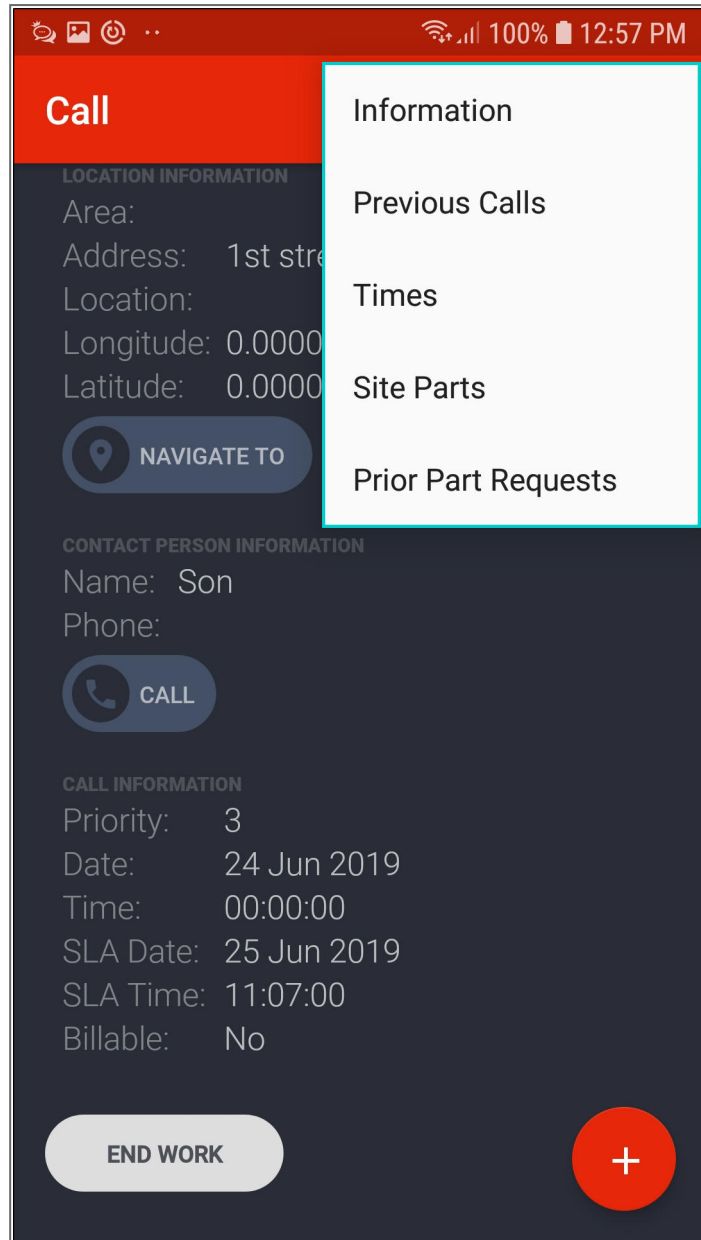 100% 12:57 PM
Call
Information
Previous Calls
Times
Site Parts
Prior Part Requests
LOCATION INFORMATION
Area:
Address: 1st stre
Location:
Longitude: 0.0000
Latitude: 0.0000
NAVIGATE TO
CONTACT PERSON INFORMATION
Name: Son
Phone:
CALL
CALL INFORMATION
Priority: 3
Date: 24 Jun 2019
Time: 00:00:00
SLA Date: 25 Jun 2019
SLA Time: 11:07:00
Billable: No
END WORK
+